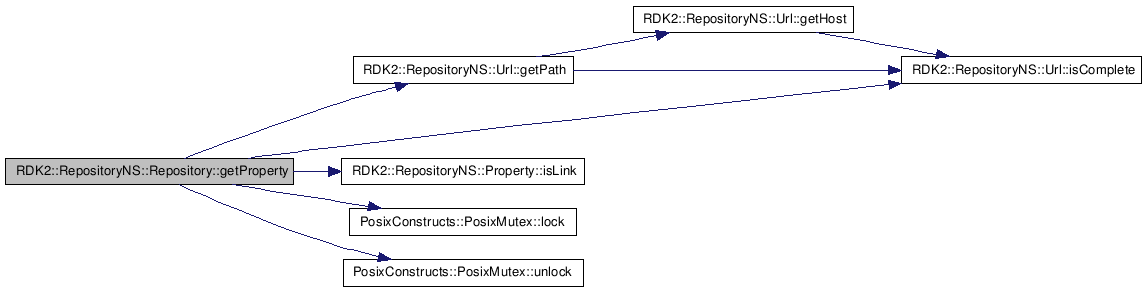 RDK2::RepositoryNS::Url::getHost
RDK2::RepositoryNS::Url::getPath
RDK2::RepositoryNS::Url::isComplete
RDK2::RepositoryNS::Repository::getProperty
RDK2::RepositoryNS::Property::isLink
PosixConstructs::PosixMutex::lock
PosixConstructs::PosixMutex::unlock